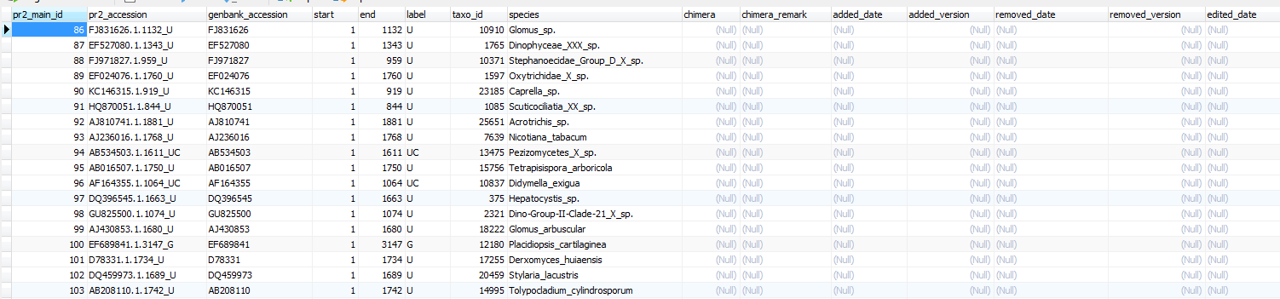 pr2_main_id pr2_accession genbank_accession start end label taxo_id species chimera chimera_remark added_date added_version removed_date removed_version edited_date
86 FJ831626.1.1132_U FJ831626 1 1132 U 10910 Glomus_sp. (Null) (Null) (Null) (Null) (Null) (Null) (Null)
87 EF527080.1.1343_U EF527080 1 1343 U 1765 Dinophyceae_XXX_sp. (Null) (Null) (Null) (Null) (Null) (Null) (Null)
88 FJ971827.1.959_U FJ971827 1 959 U 10371 Stephanoecidae_Group_D_X_sp. (Null) (Null) (Null) (Null) (Null) (Null) (Null)
89 EF024076.1.1760_U EF024076 1 1760 U 1597 Oxytrichidae_X_sp. (Null) (Null) (Null) (Null) (Null) (Null) (Null)
90 KC146315.1.919_U KC146315 1 919 U 23185 Caprella_sp. (Null) (Null) (Null) (Null) (Null) (Null) (Null)
91 HQ870051.1.844_U HQ870051 1 844 U 1085 Scuticociliatia_XX_sp. (Null) (Null) (Null) (Null) (Null) (Null) (Null)
92 AJ810741.1.1881_U AJ810741 1 1881 U 25651 Acrotrichis_sp. (Null) (Null) (Null) (Null) (Null) (Null) (Null)
93 AJ236016.1.1768_U AJ236016 1 1768 U 7639 Nicotiana_tabacum (Null) (Null) (Null) (Null) (Null) (Null) (Null)
94 AB534503.1.1611_UC AB534503 1 1611 UC 13475 Pezizomycetes_X_sp. (Null) (Null) (Null) (Null) (Null) (Null) (Null)
95 AB016507.1.1750_U AB016507 1 1750 U 15756 Tetrapisispora_arboricola (Null) (Null) (Null) (Null) (Null) (Null) (Null)
96 AF164355.1.1064_UC AF164355 1 1064 UC 10837 Didymella_exigua (Null) (Null) (Null) (Null) (Null) (Null) (Null)
97 DQ396545.1.1663_U DQ396545 1 1663 U 375 Hepatocystis_sp. (Null) (Null) (Null) (Null) (Null) (Null) (Null)
98 GU825500.1.1074_U GU825500 1 1074 U 2321 Dino-Group-II-Clade-21_X_sp. (Null) (Null) (Null) (Null) (Null) (Null) (Null)
99 AJ430853.1.1680_U AJ430853 1 1680 U 18222 Glomus_arbuscular (Null) (Null) (Null) (Null) (Null) (Null) (Null)
100 EF689841.1.3147_G EF689841 1 3147 G 12180 Placidiopsis_cartilaginea (Null) (Null) (Null) (Null) (Null) (Null) (Null)
101 D78331.1.1734_U D78331 1 1734 U 17255 Derxomyces_huiaensis (Null) (Null) (Null) (Null) (Null) (Null) (Null)
102 DQ459973.1.1689_U DQ459973 1 1689 U 20459 Stylaria_lacustris (Null) (Null) (Null) (Null) (Null) (Null) (Null)
103 AB208110.1.1742_U AB208110 1 1742 U 14995 Tolypocladium_cylindrosporum (Null) (Null) (Null) (Null) (Null) (Null) (Null)